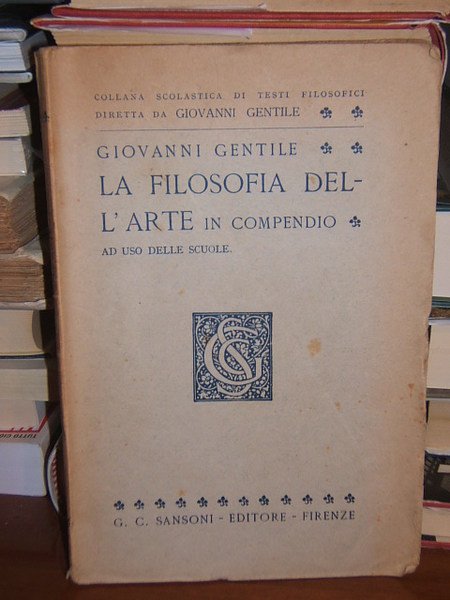 COLLANA SCOLASTICA DI TESTI FILOSOFICI
DIRETTA DA GIOVANNI GENTILE
GIOVANNI GENTILE
LA FILOSOFIA DEL-
L'ARTE IN COMPENDIO
AD USO DELLE SCUOLE.
G. C. SANSONI - EDITORE - FIRENZE